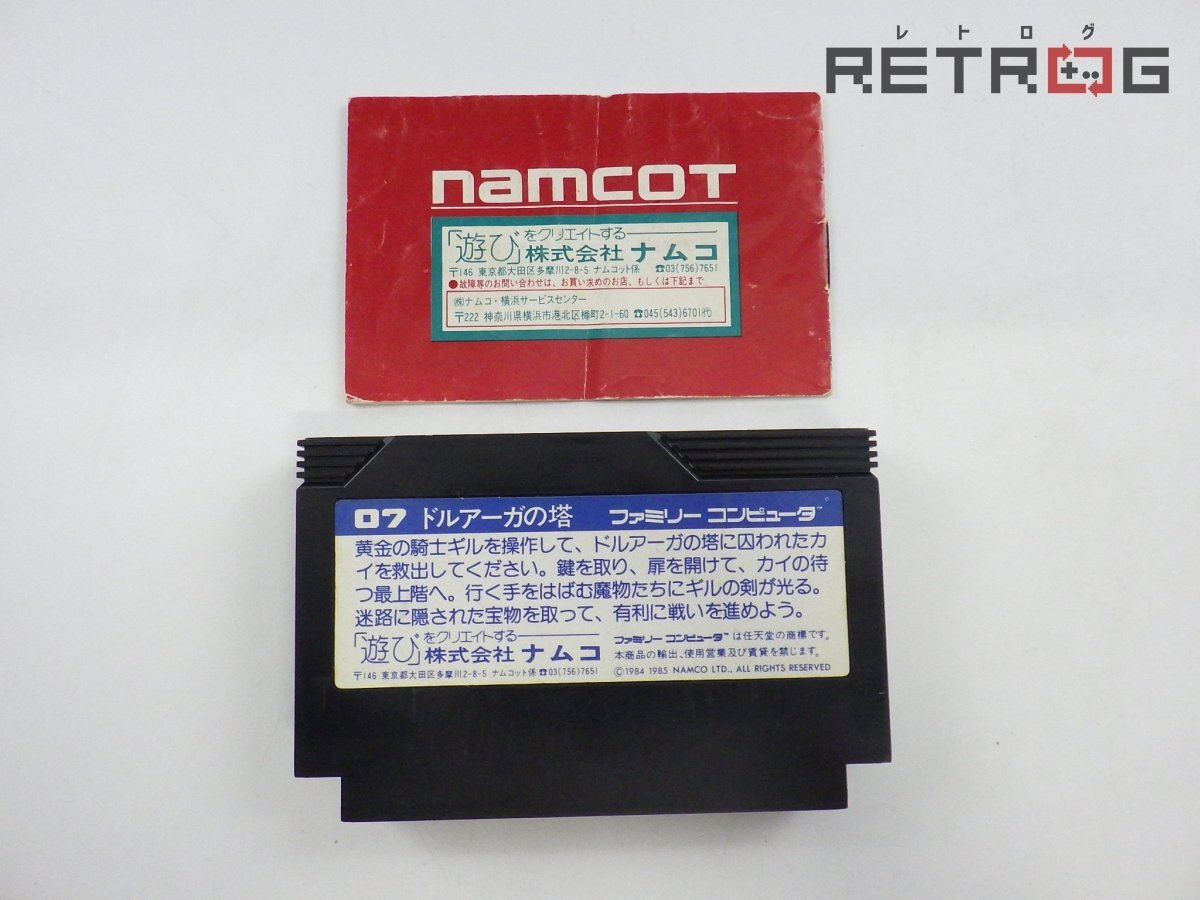 レトログ
RETROG
namcot
「遊び」をクリエイトする
株式会社 ナムコ
〒146 東京都大田区多摩川2-8-5 ナムコット係 ☎03(756)7651
●故障等のお問い合わせは、お買い求めのお店、もしくは下記まで
㈱ナムコ・横浜サービスセンター
〒222 神奈川県横浜市港北区樽町2-1-60 ☎045(543)6701㈹
07 ドルアーガの塔 ファミリー コンピュータ™
黄金の騎士ギルを操作して、ドルアーガの塔に囚われたカ
イを救出してください。鍵を取り、扉を開けて、カイの待
つ最上階へ。行く手をはばむ魔物たちにギルの剣が光る。
迷路に隠された宝物を取って、有利に戦いを進めよう。
「遊び」をクリエイトする
株式会社 ナムコ
〒146 東京都大田区多摩川2-8-5 ナムコット係 ☎03(756)7651
ファミリー コンピュータ™ は任天堂の商標です。
本商品の輸出、使用営業及び賃貸を禁じます。
©1984 1985 NAMCO LTD., ALL RIGHTS RESERVED